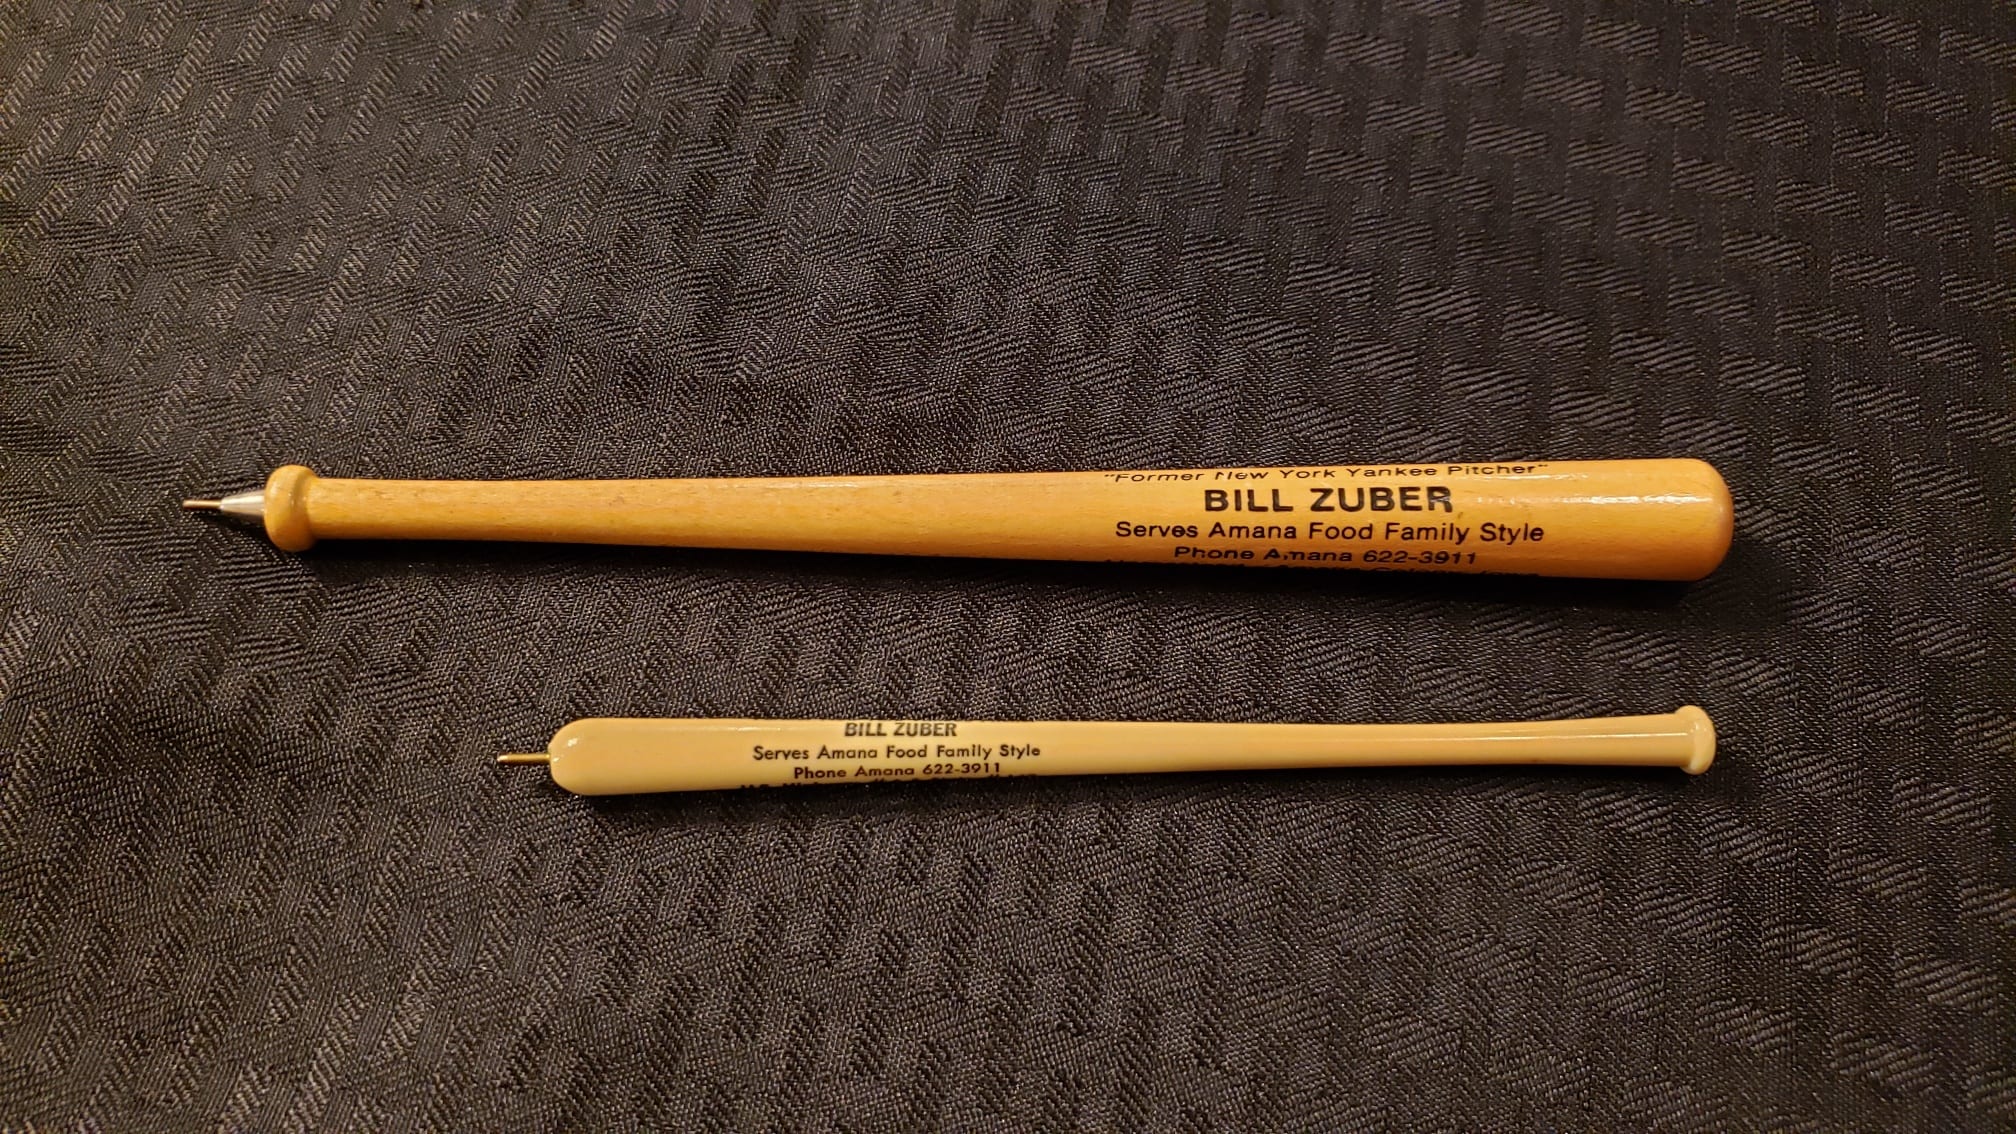 "Former New York Yankee Pitcher"
BILL ZUBER
Serves Amana Food Family Style
Phone Amana 622-3911
BILL ZUBER
Serves Amana Food Family Style
Phone Amana 622-3911